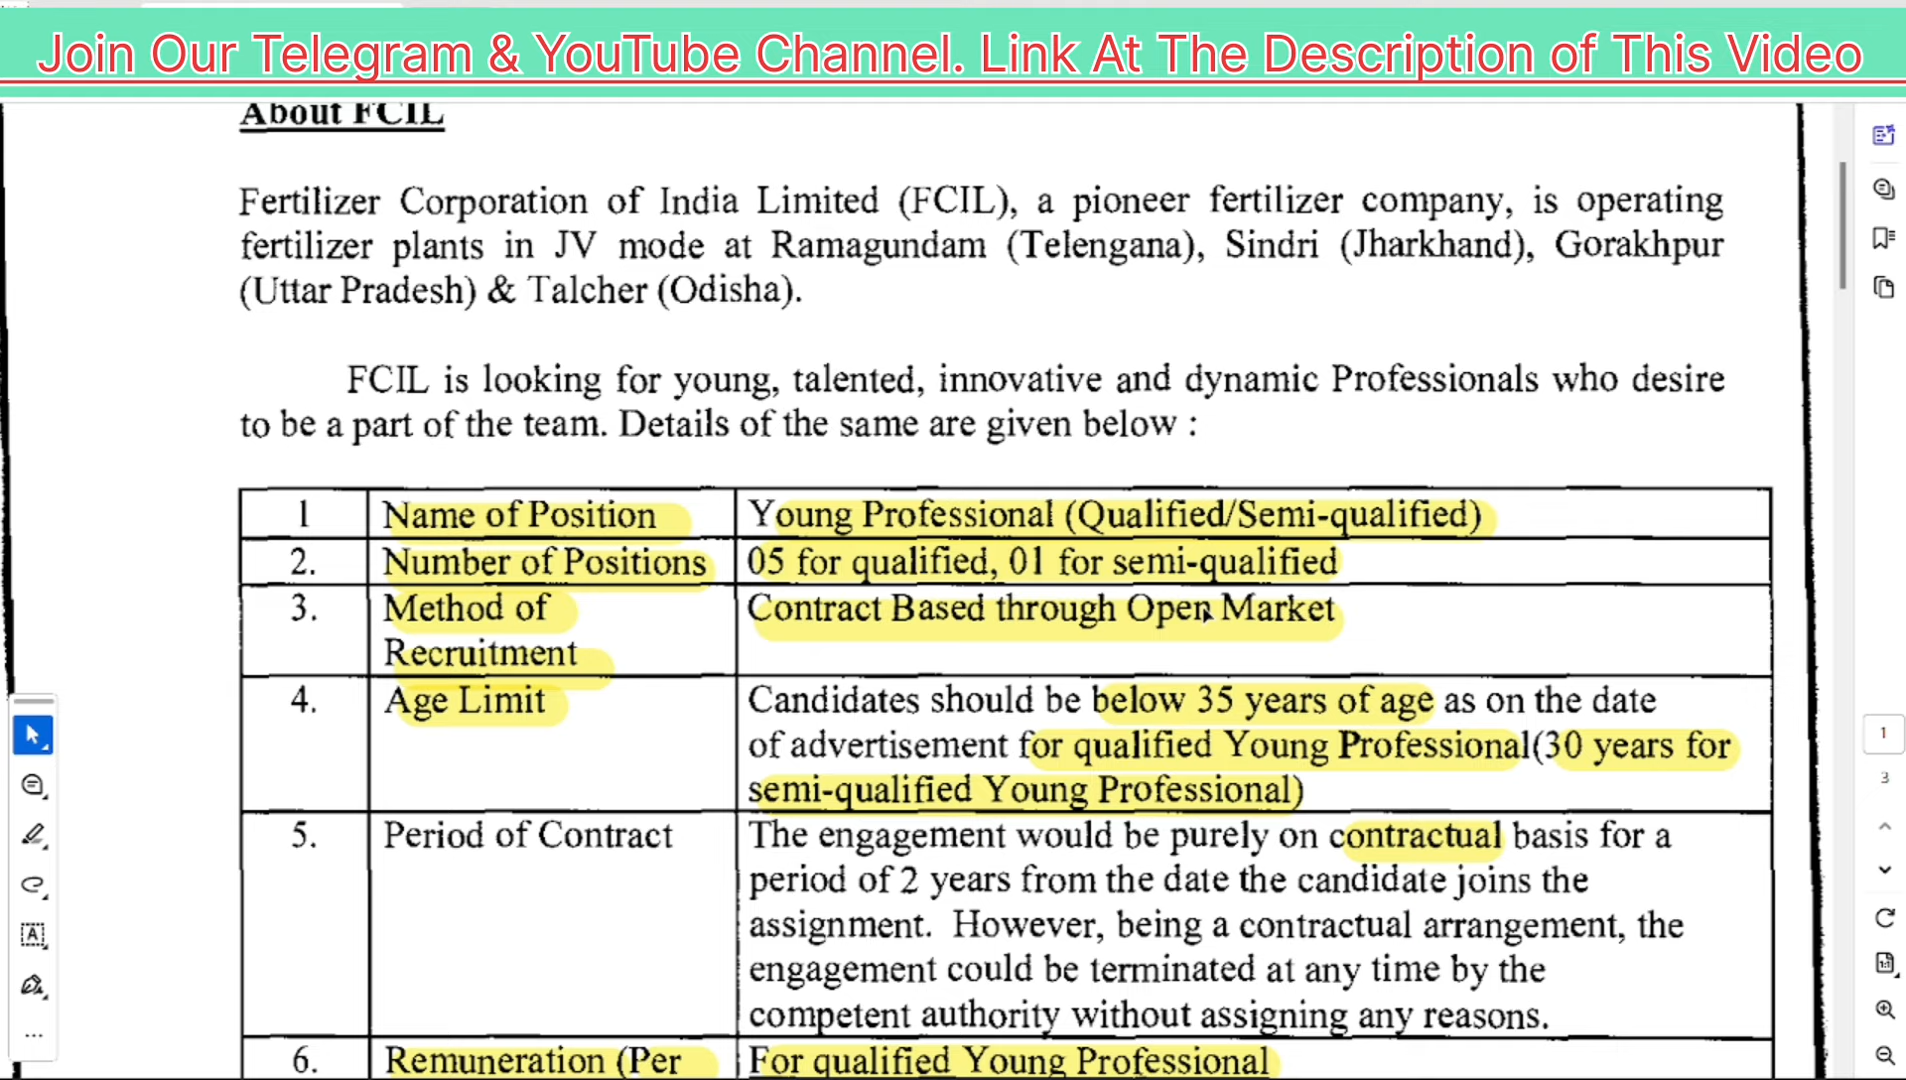 Join Our Telegram & YouTube Channel. Link At The Description of This Video
About FCIL
Fertilizer Corporation of India Limited (FCIL), a pioneer fertilizer company, is operating
fertilizer plants in JV mode at Ramagundam (Telengana), Sindri (Jharkhand), Gorakhpur
(Uttar Pradesh) & Talcher (Odisha).
FCIL is looking for young, talented, innovative and dynamic Professionals who desire
to be a part of the team. Details of the same are given below :
1 Name of Position Young Professional (Qualified/Semi-qualified)
2. Number of Positions 05 for qualified, 01 for semi-qualified
3. Method of Contract Based through Open Market
Recruitment
4. Age Limit Candidates should be below 35 years of age as on the date
of advertisement for qualified Young Professional(30 years for
semi-qualified Young Professional)
5. Period of Contract The engagement would be purely on contractual basis for a
period of 2 years from the date the candidate joins the
assignment. However, being a contractual arrangement, the
engagement could be terminated at any time by the
competent authority without assigning any reasons.
6. Remuneration (Per For qualified Young Professional
1
3